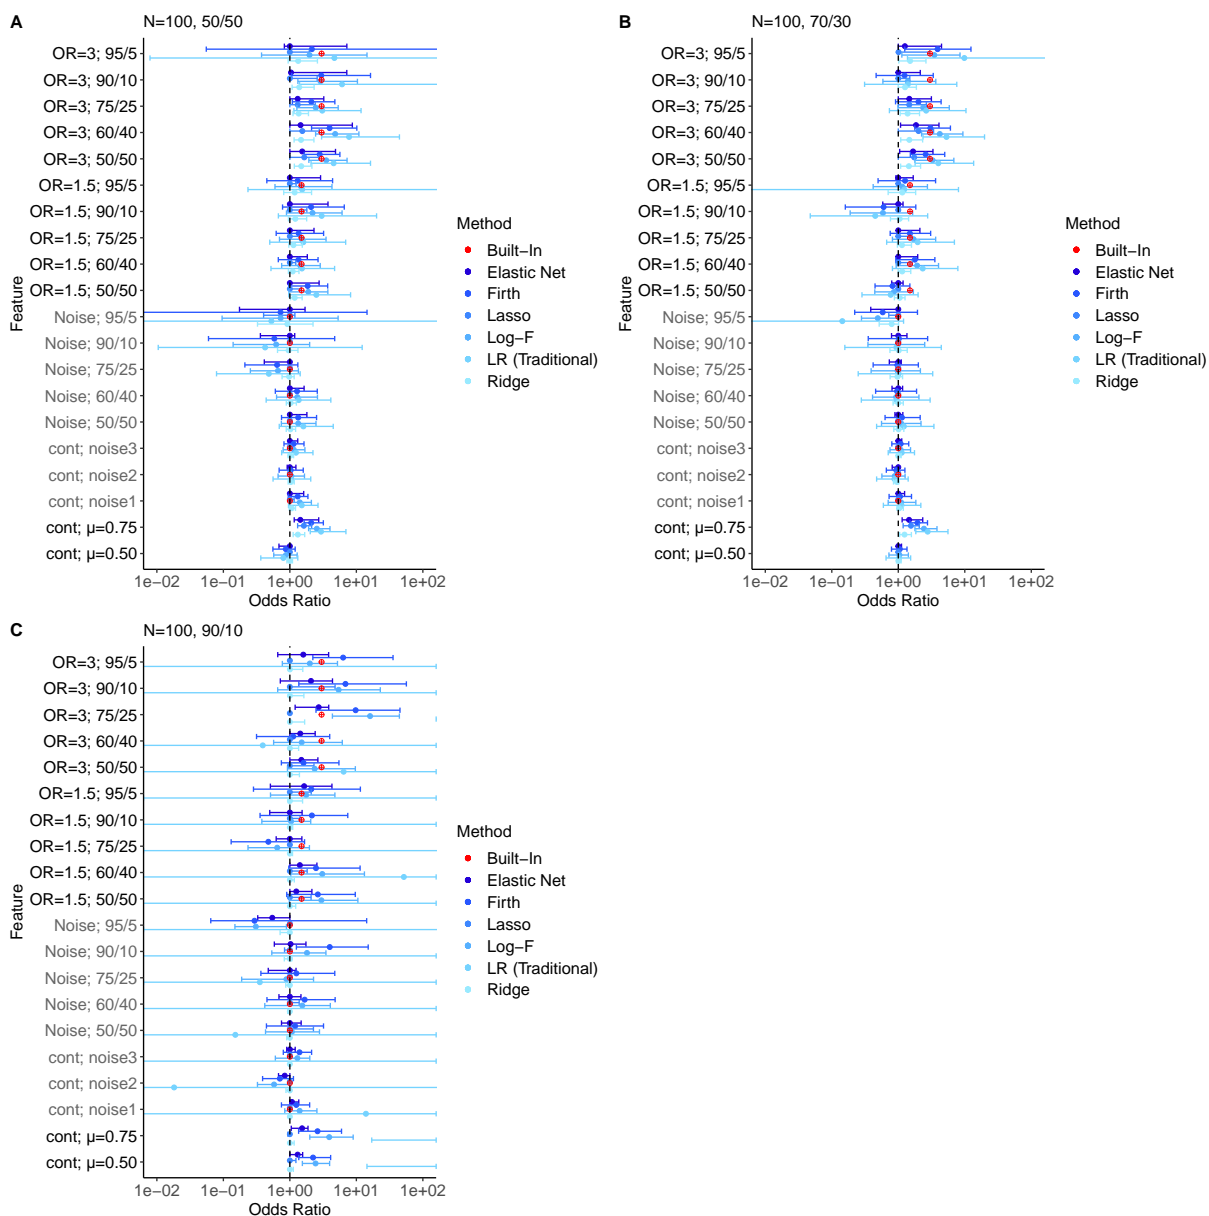 A
N=100, 50/50
OR=3; 95/5
OR=3; 90/10
OR=3; 75/25
OR=3; 60/40
OR=3; 50/50
OR=1.5; 95/5
OR=1.5; 90/10
OR=1.5; 75/25
OR=1.5; 60/40
OR=1.5; 50/50
Noise; 95/5
Noise; 90/10
Noise; 75/25
Noise; 60/40
Noise; 50/50
cont; noise3
cont; noise2
cont; noise1
cont; μ=0.75
cont; μ=0.50
Feature
1e−02 1e−01 1e+00 1e+01 1e+02
Odds Ratio
Method
Built−In
Elastic Net
Firth
Lasso
Log−F
LR (Traditional)
Ridge
B
N=100, 70/30
OR=3; 95/5
OR=3; 90/10
OR=3; 75/25
OR=3; 60/40
OR=3; 50/50
OR=1.5; 95/5
OR=1.5; 90/10
OR=1.5; 75/25
OR=1.5; 60/40
OR=1.5; 50/50
Noise; 95/5
Noise; 90/10
Noise; 75/25
Noise; 60/40
Noise; 50/50
cont; noise3
cont; noise2
cont; noise1
cont; μ=0.75
cont; μ=0.50
Feature
1e−02 1e−01 1e+00 1e+01 1e+02
Odds Ratio
Method
Built−In
Elastic Net
Firth
Lasso
Log−F
LR (Traditional)
Ridge
C
N=100, 90/10
OR=3; 95/5
OR=3; 90/10
OR=3; 75/25
OR=3; 60/40
OR=3; 50/50
OR=1.5; 95/5
OR=1.5; 90/10
OR=1.5; 75/25
OR=1.5; 60/40
OR=1.5; 50/50
Noise; 95/5
Noise; 90/10
Noise; 75/25
Noise; 60/40
Noise; 50/50
cont; noise3
cont; noise2
cont; noise1
cont; μ=0.75
cont; μ=0.50
Feature
1e−02 1e−01 1e+00 1e+01 1e+02
Odds Ratio
Method
Built−In
Elastic Net
Firth
Lasso
Log−F
LR (Traditional)
Ridge